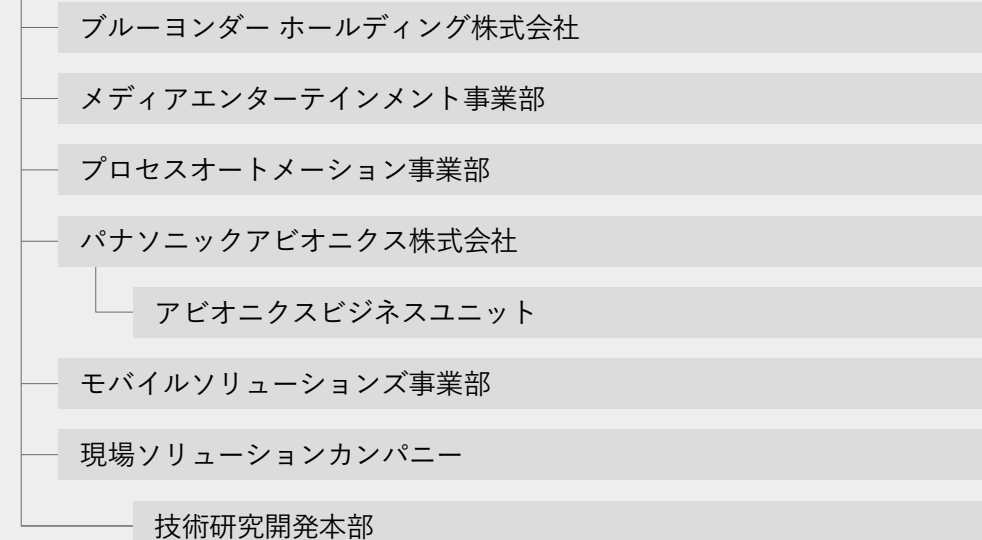 ブルーヨンダー ホールディング株式会社
メディアエンターテインメント事業部
プロセスオートメーション事業部
パナソニックアビオニクス株式会社
アビオニクスビジネスユニット
モバイルソリューションズ事業部
現場ソリューションカンパニー
技術研究開発本部